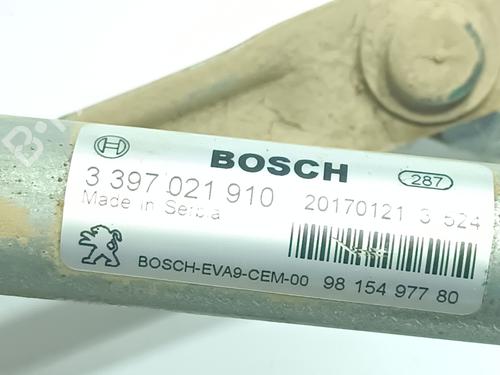 BOSCH
287
3 397 021 910
Made in Serbia
20170121 3 524
BOSCH-EVA9-CEM-00 98 154 977 80